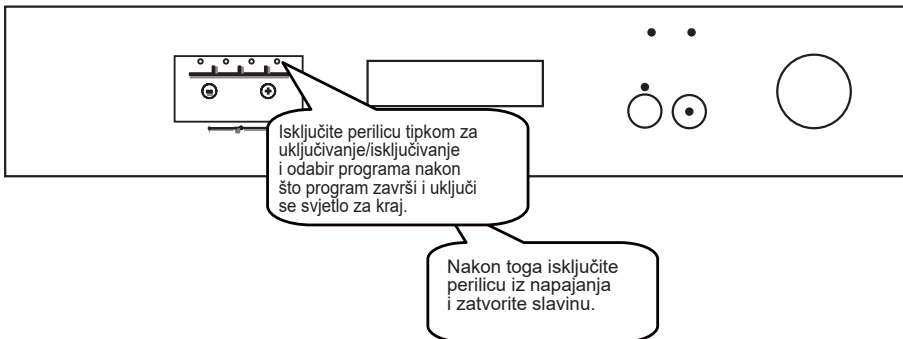 Isključite perilicu tipkom za
uključivanje/isključivanje
i odabir programa nakon
što program završi i uključi
se svjetlo za kraj.
Nakon toga isključite
perilicu iz napajanja
i zatvorite slavinu.